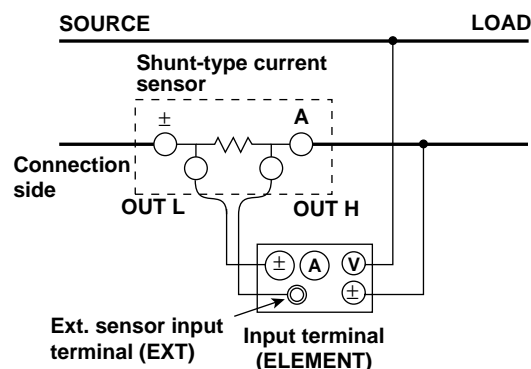 SOURCE
LOAD
Shunt-type current
sensor
±
A
Connection
side
OUT L
OUT H
± A V
±
Ext. sensor input
terminal (EXT)
Input terminal
(ELEMENT)